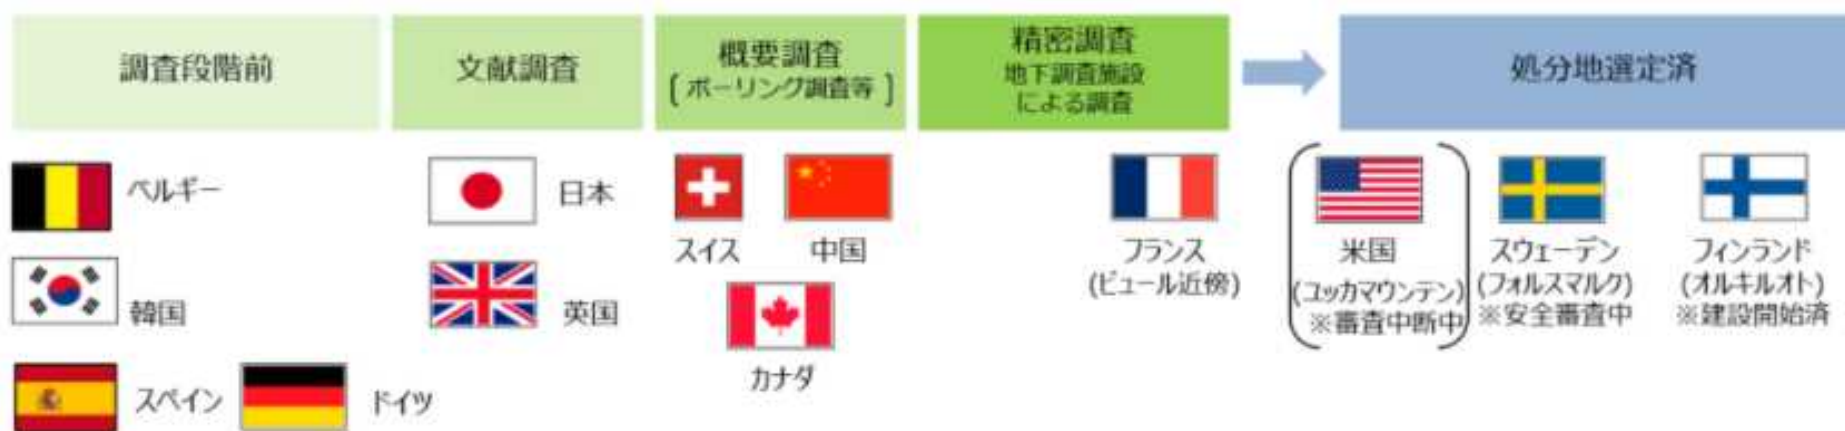 調査段階前
文献調査
概要調査
[ ボーリング調査等 ]
精密調査
地下調査施設
による調査
処分地選定済
ベルギー
韓国
スペイン
ドイツ
日本
英国
スイス
中国
カナダ
フランス
(ビュール近傍)
米国
(ユッカマウンテン)
※審査中断中
スウェーデン
(フォルスマルク)
※安全審査中
フィンランド
(オルキルオト)
※建設開始済